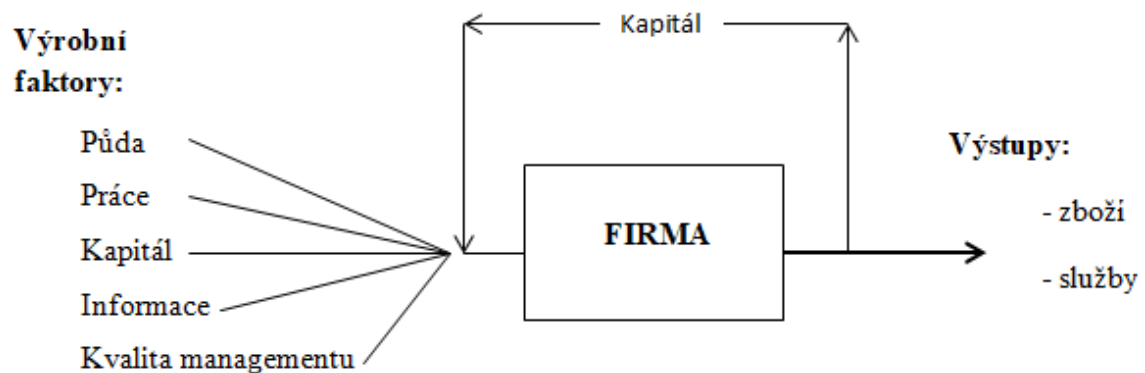 Kapitál
Výrobní
faktory:
Půda
Práce
Kapitál
Informace
Kvalita managementu
FIRMA
Výstupy:
- zboží
- služby